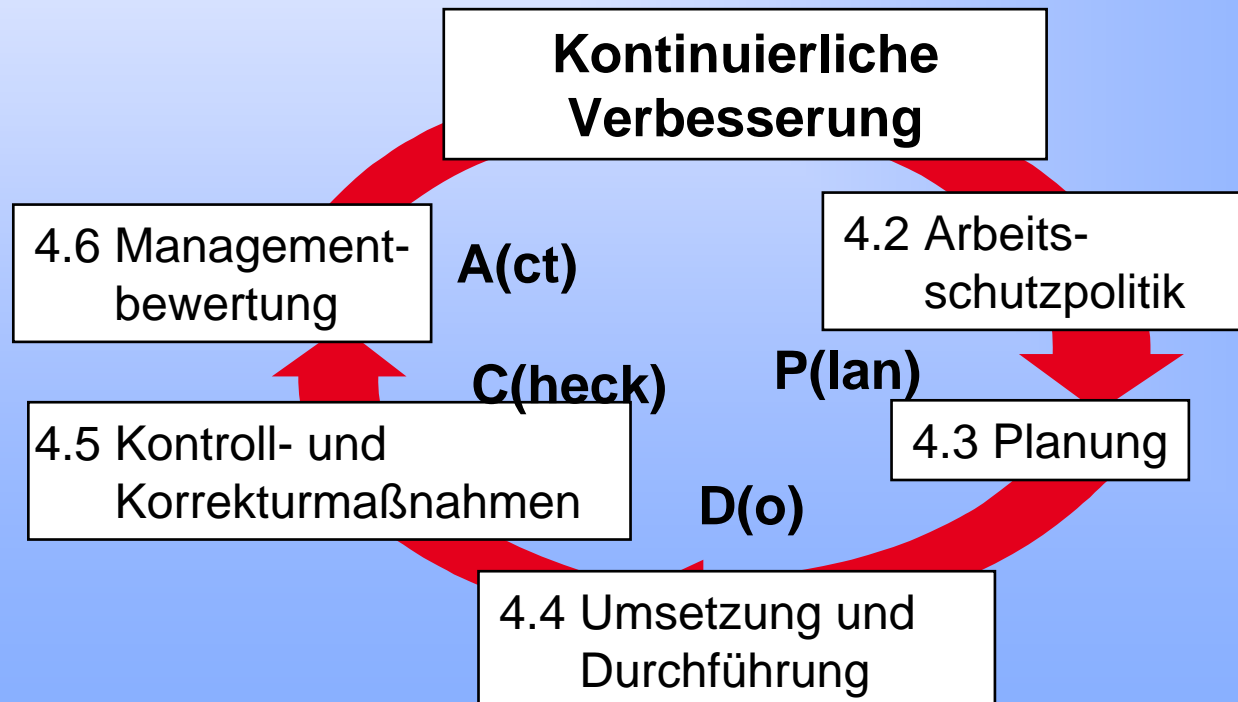 Kontinuierliche
Verbesserung
4.2 Arbeits-
schutzpolitik
P(lan)
4.3 Planung
D(o)
4.4 Umsetzung und
Durchführung
C(heck)
4.5 Kontroll- und
Korrekturmaßnahmen
A(ct)
4.6 Management-
bewertung